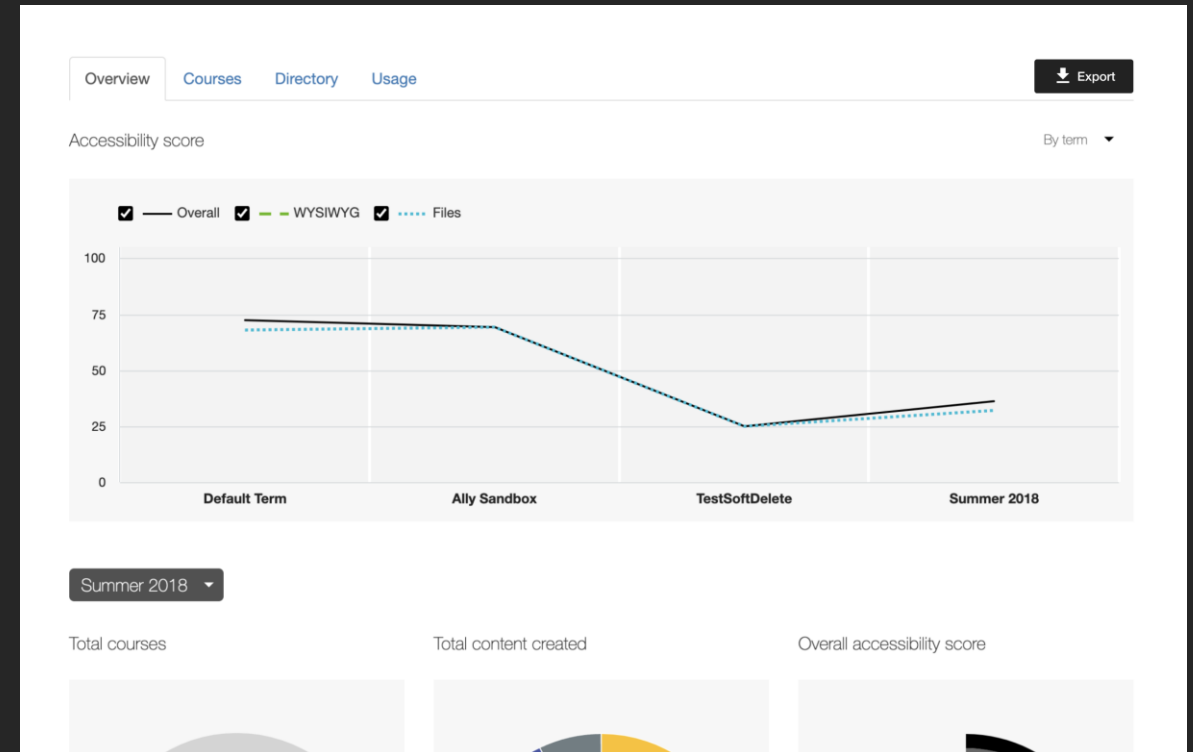 Overview Courses Directory Usage Export
Accessibility score By term
Overall WYSIWYG Files
100
75
50
25
0
Default Term Ally Sandbox TestSoftDelete Summer 2018
Summer 2018
Total courses Total content created Overall accessibility score